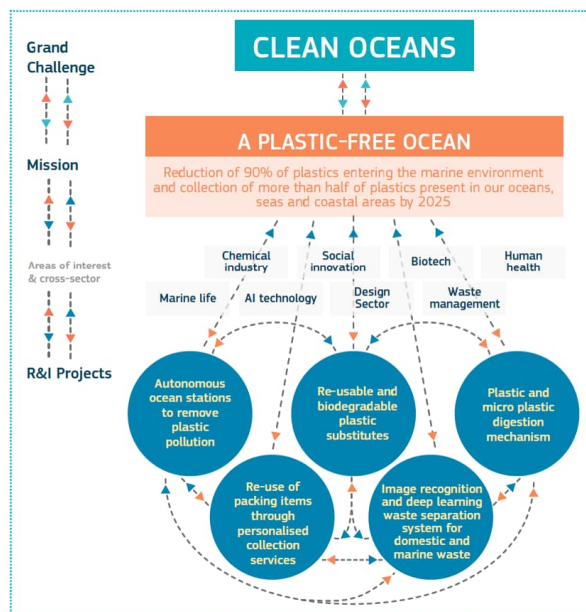 Grand
Challenge
CLEAN OCEANS
Mission
A PLASTIC-FREE OCEAN
Reduction of 90% of plastics entering the marine environment
and collection of more than half of plastics present in our oceans,
seas and coastal areas by 2025
Areas of interest
& cross-sector
Chemical
industry
Social
innovation
Biotech
Human
health
Marine life
AI technology
Design
Sector
Waste
management
R&I Projects
Autonomous
ocean stations
to remove
plastic
pollution
Re-usable and
biodegradable
plastic
substitutes
Plastic and
micro plastic
digestion
mechanism
Re-use of
packing items
through
personalised
collection
services
Image recognition
and deep learning
waste separation
system for
domestic and
marine waste